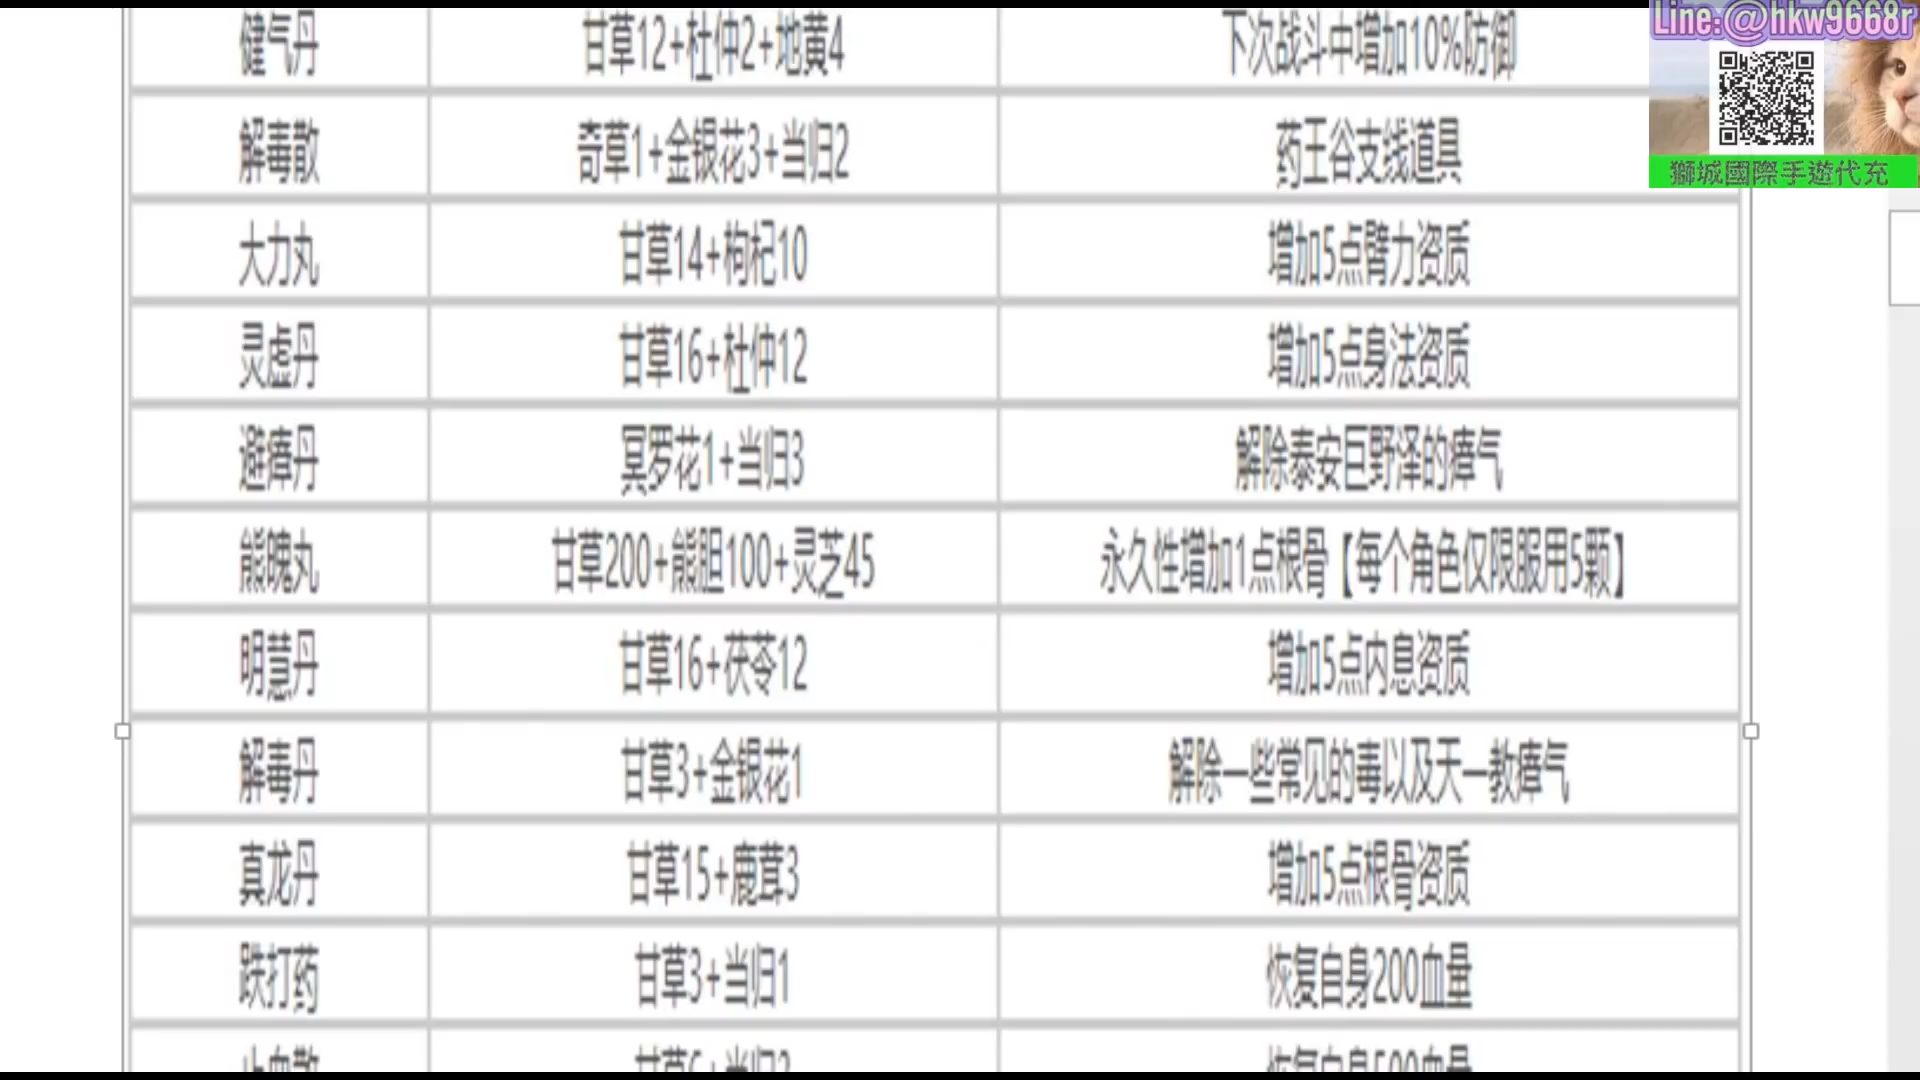 Line:@hkw9668r
獅城國際手遊代充
健气丹 甘草12+杜仲2+地黄4 下次战斗中增加10%防御
解毒散 奇草1+金银花3+当归2 药王谷支线道具
大力丸 甘草14+枸杞10 增加5点臂力资质
灵虚丹 甘草16+杜仲12 增加5点身法资质
避瘴丹 冥罗花1+当归3 解除泰安巨野泽的瘴气
熊魄丸 甘草200+熊胆100+灵芝45 永久性增加1点根骨【每个角色仅限服用5颗】
明慧丹 甘草16+茯苓12 增加5点内息资质
解毒丹 甘草3+金银花1 解除一些常见的毒以及天一教瘴气
真龙丹 甘草15+鹿茸3 增加5点根骨资质
跌打药 甘草3+当归1 恢复自身200血量